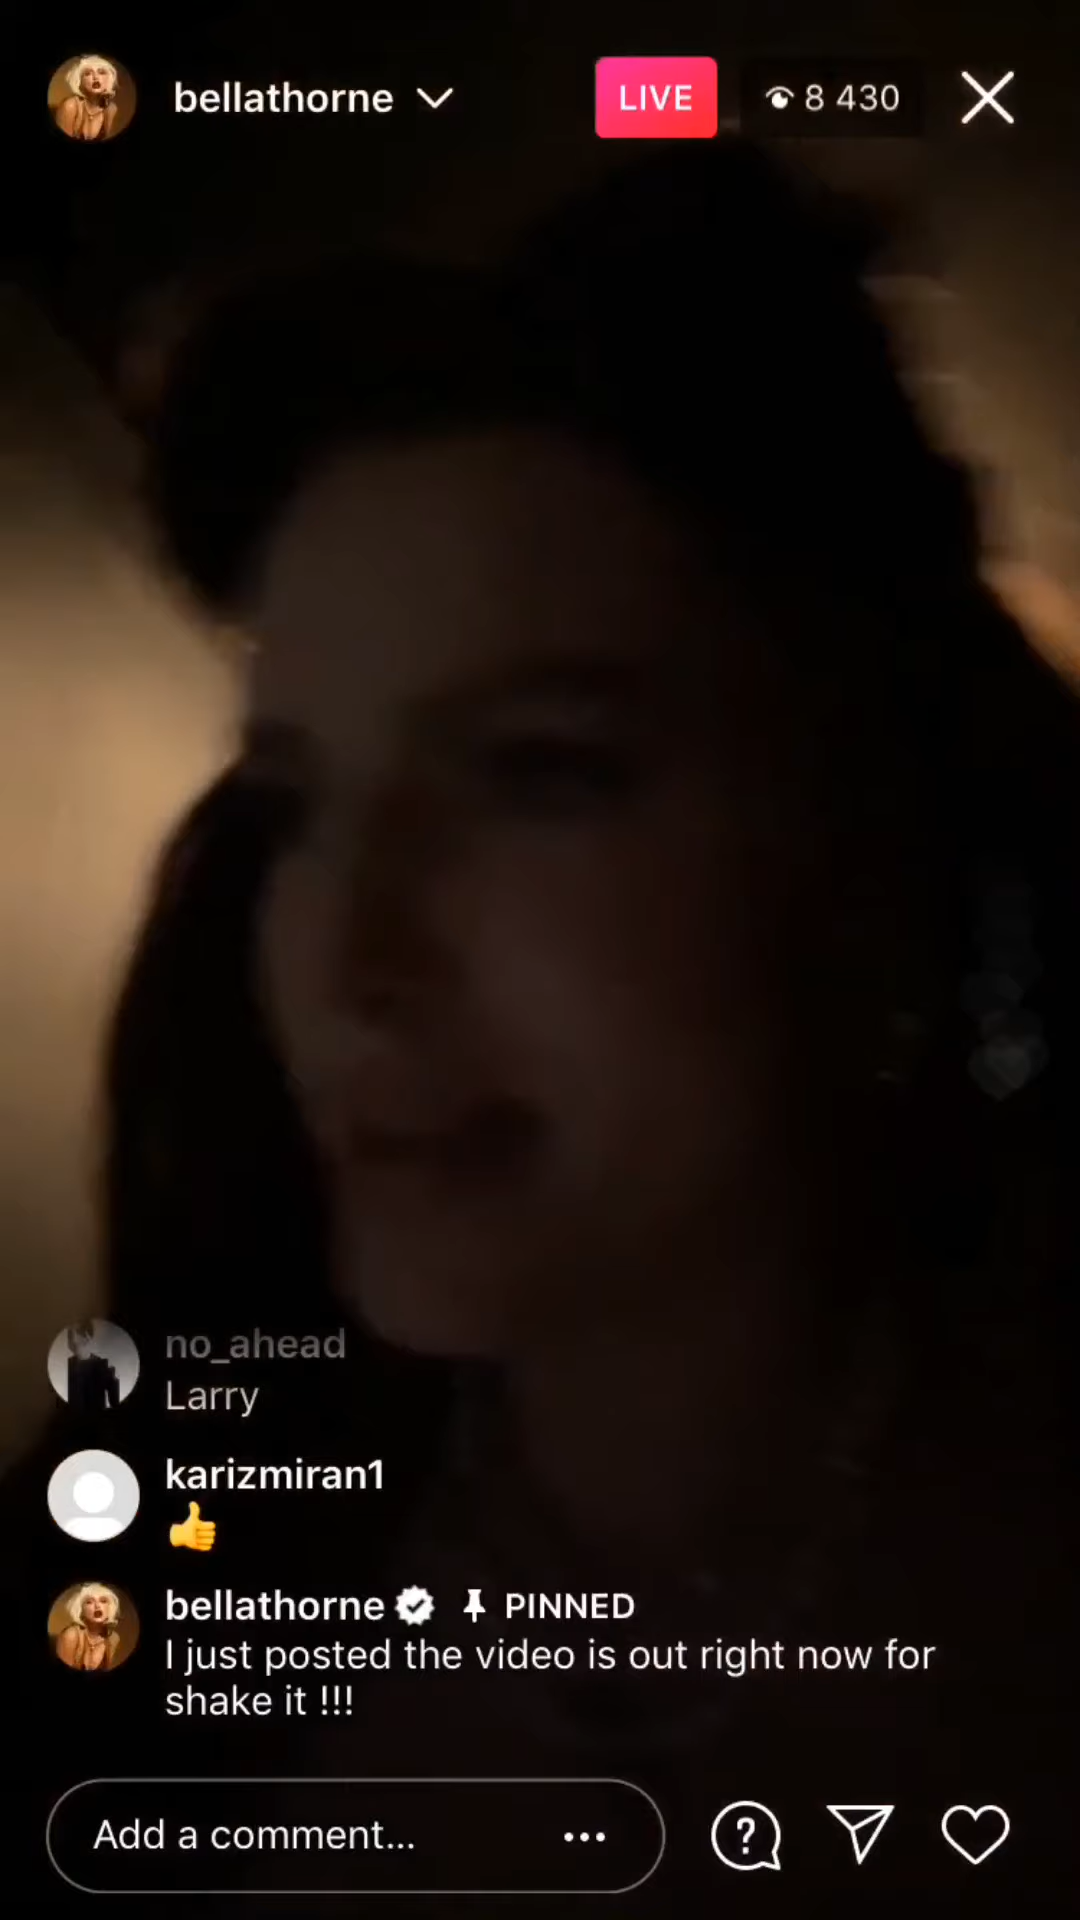 bellathorne
LIVE
8 430
no_ahead
Larry
karizmiran1
👍
bellathorne PINNED
I just posted the video is out right now for
shake it !!!
Add a comment...